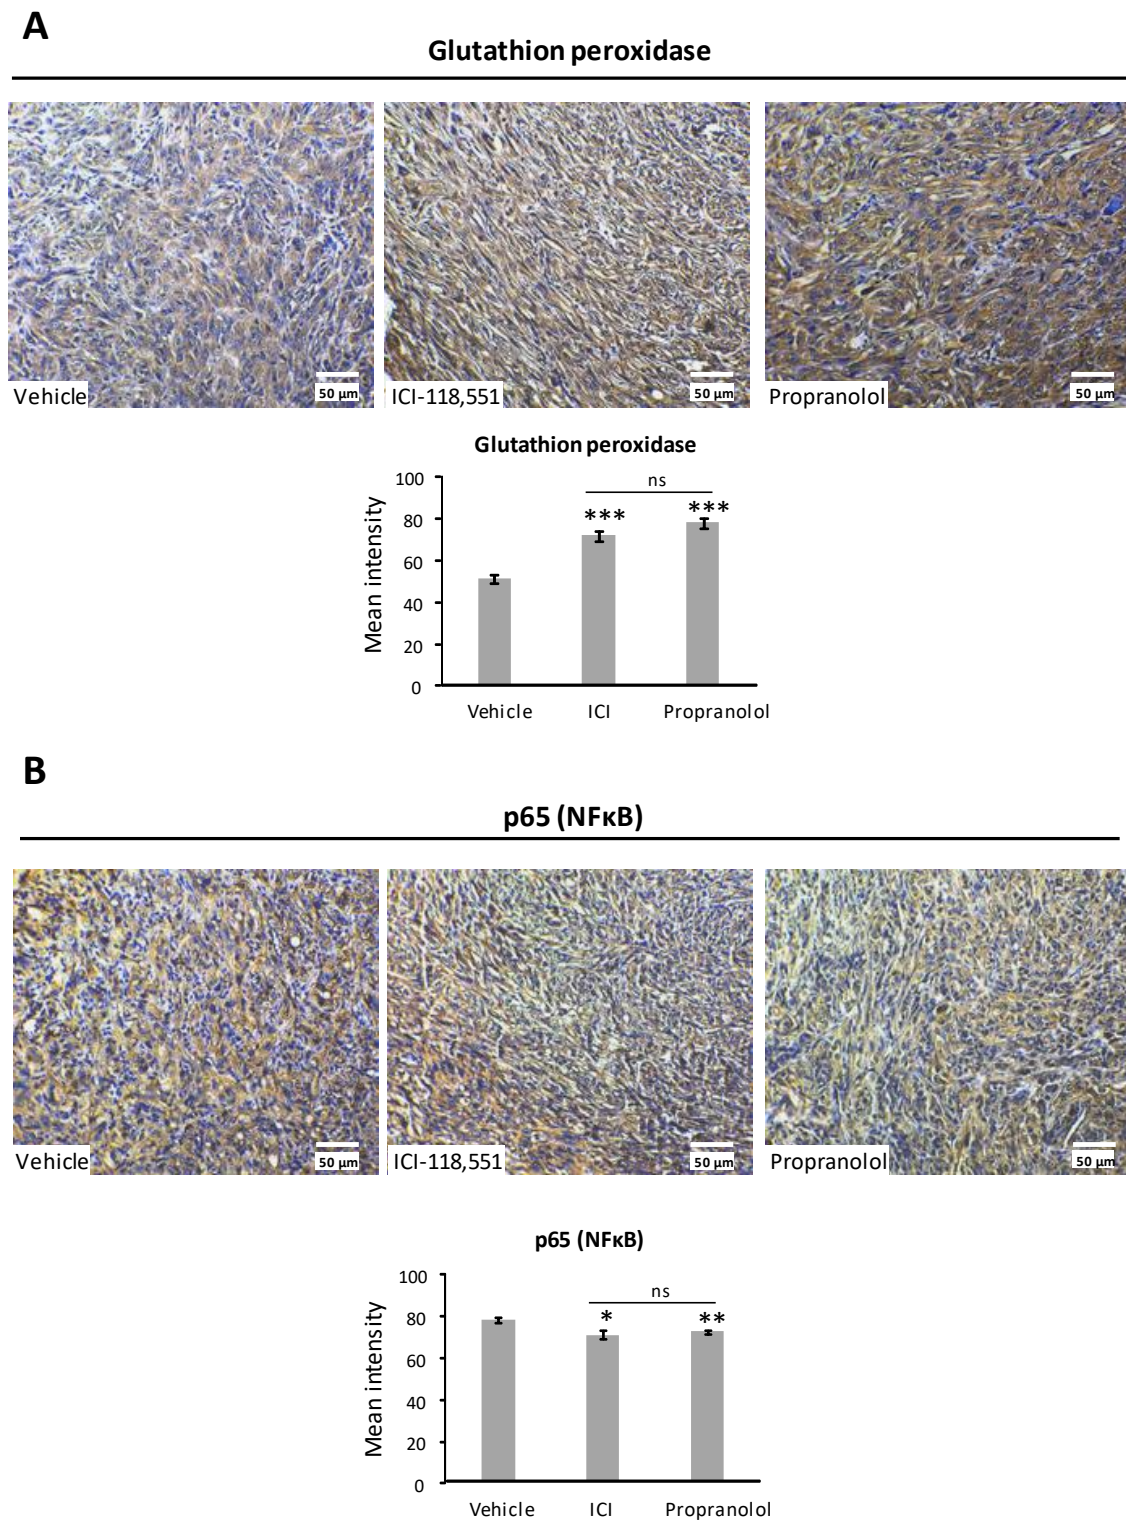 A
Glutathion peroxidase
Vehicle
50 µm
ICI-118,551
50 µm
Propranolol
50 µm
Glutathion peroxidase
Mean intensity
100
80
60
40
20
0
ns
***
***
Vehicle
ICI
Propranolol
B
p65 (NFκB)
Vehicle
50 µm
ICI-118,551
50 µm
Propranolol
50 µm
p65 (NFκB)
Mean intensity
100
80
60
40
20
0
ns
*
**
Vehicle
ICI
Propranolol